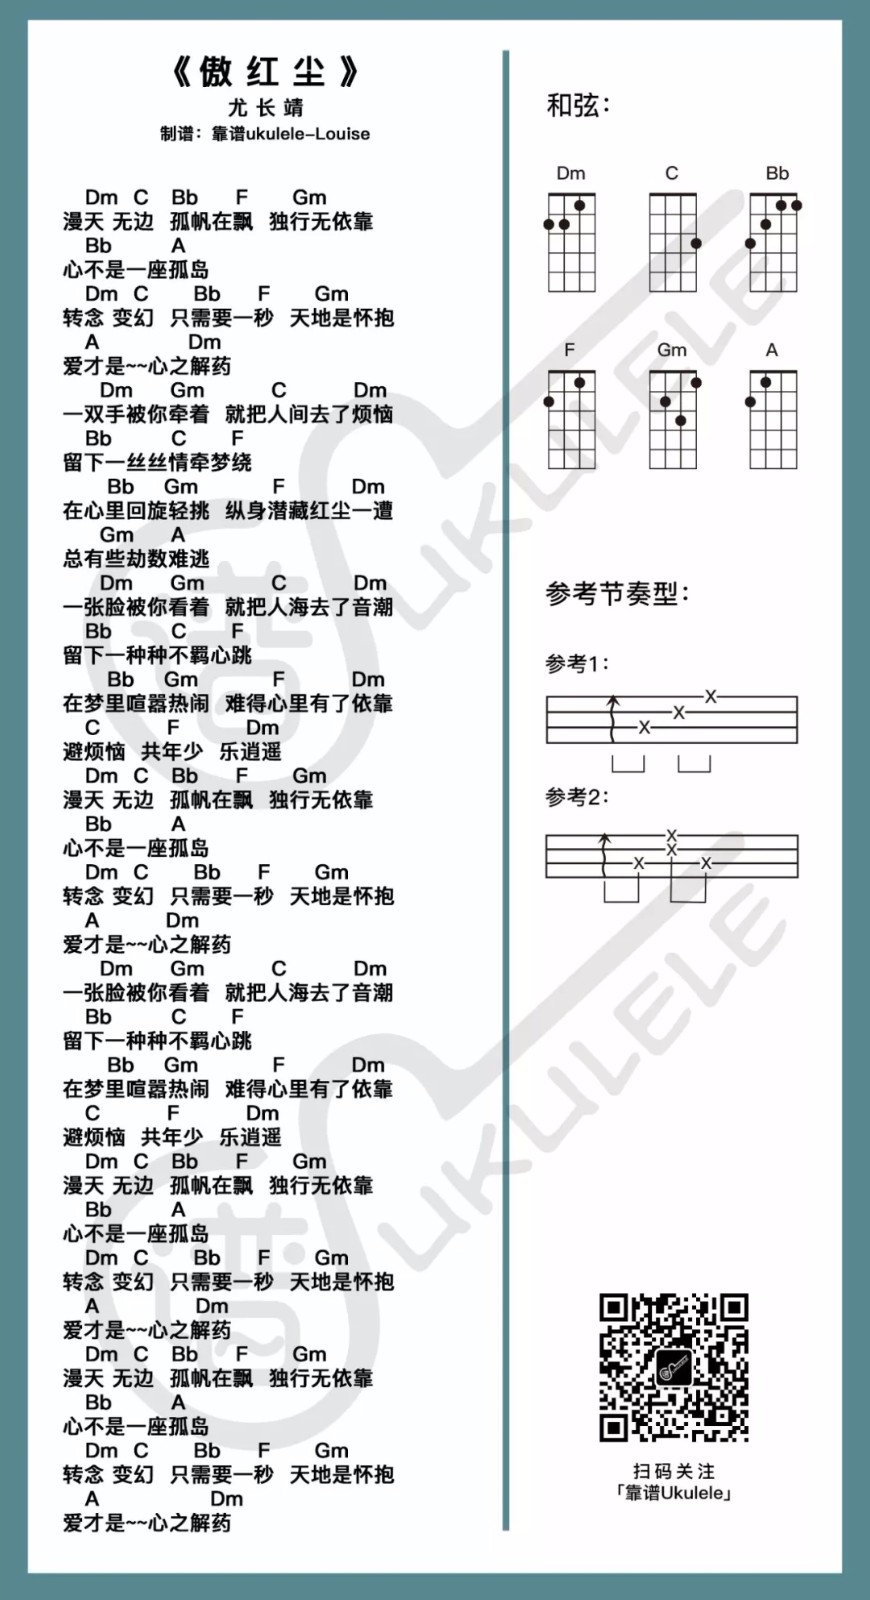 《傲红尘》
尤长靖
制谱：靠谱ukulele-Louise
Dm C Bb F Gm
漫天 无边 孤帆在飘 独行无依靠
Bb A
心不是一座孤岛
Dm C Bb F Gm
转念 变幻 只需要一秒 天地是怀抱
A Dm
爱才是~~心之解药
Dm Gm C Dm
一双手被你牵着 就把人间去了烦恼
Bb C F
留下一丝丝情牵梦绕
Bb Gm F Dm
在心里回旋轻挑 纵身潜藏红尘一遭
Gm A
总有些劫数难逃
Dm Gm C Dm
一张脸被你看着 就把人海去了音潮
Bb C F
留下一种种不羁心跳
Bb Gm F Dm
在梦里喧嚣热闹 难得心里有了依靠
C F Dm
避烦恼 共年少 乐逍遥
Dm C Bb F Gm
漫天 无边 孤帆在飘 独行无依靠
Bb A
心不是一座孤岛
Dm C Bb F Gm
转念 变幻 只需要一秒 天地是怀抱
A Dm
爱才是~~心之解药
Dm Gm C Dm
一张脸被你看着 就把人海去了音潮
Bb C F
留下一种种不羁心跳
Bb Gm F Dm
在梦里喧嚣热闹 难得心里有了依靠
C F Dm
避烦恼 共年少 乐逍遥
Dm C Bb F Gm
漫天 无边 孤帆在飘 独行无依靠
Bb A
心不是一座孤岛
Dm C Bb F Gm
转念 变幻 只需要一秒 天地是怀抱
A Dm
爱才是~~心之解药
Dm C Bb F Gm
漫天 无边 孤帆在飘 独行无依靠
Bb A
心不是一座孤岛
Dm C Bb F Gm
转念 变幻 只需要一秒 天地是怀抱
A Dm
爱才是~~心之解药
和弦：
Dm C Bb
F Gm A
参考节奏型：
参考1：
X
X
X
参考2：
X
X
X X
扫码关注
「靠谱Ukulele」
谱 UKULELE
谱 UKULELE